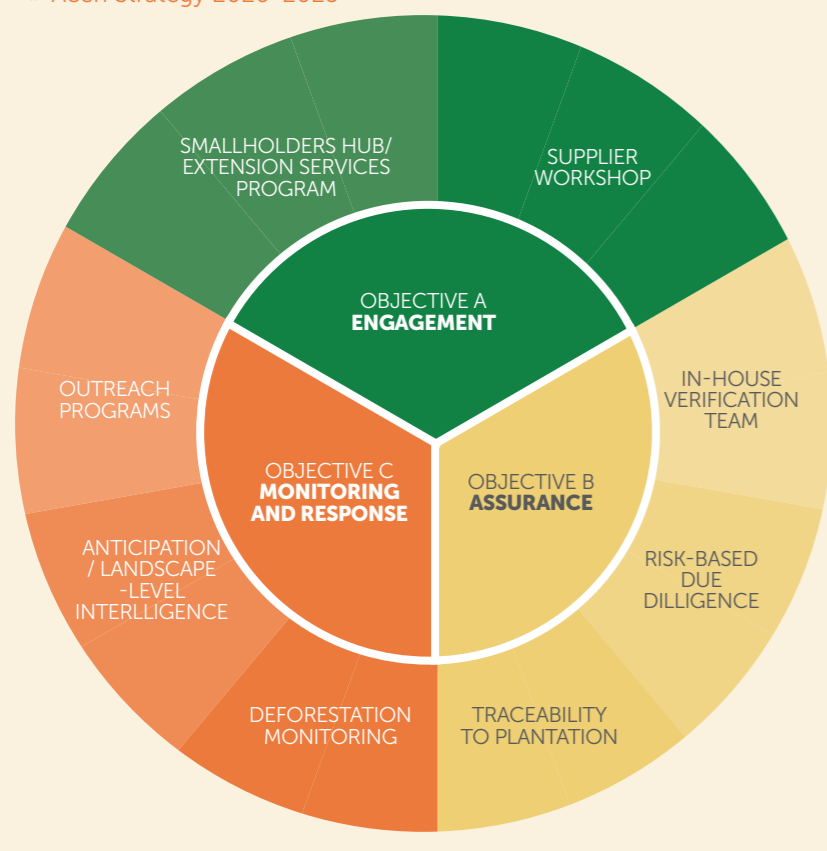 SMALLHOLDERS HUB/
EXTENSION SERVICES
PROGRAM
SUPPLIER
WORKSHOP
OBJECTIVE A
ENGAGEMENT
OUTREACH
PROGRAMS
IN-HOUSE
VERIFICATION
TEAM
OBJECTIVE C
MONITORING
AND RESPONSE
OBJECTIVE B
ASSURANCE
ANTICIPATION
/ LANDSCAPE
-LEVEL
INTERLLIGENCE
RISK-BASED
DUE
DILLIGENCE
DEFORESTATION
MONITORING
TRACEABILITY
TO PLANTATION